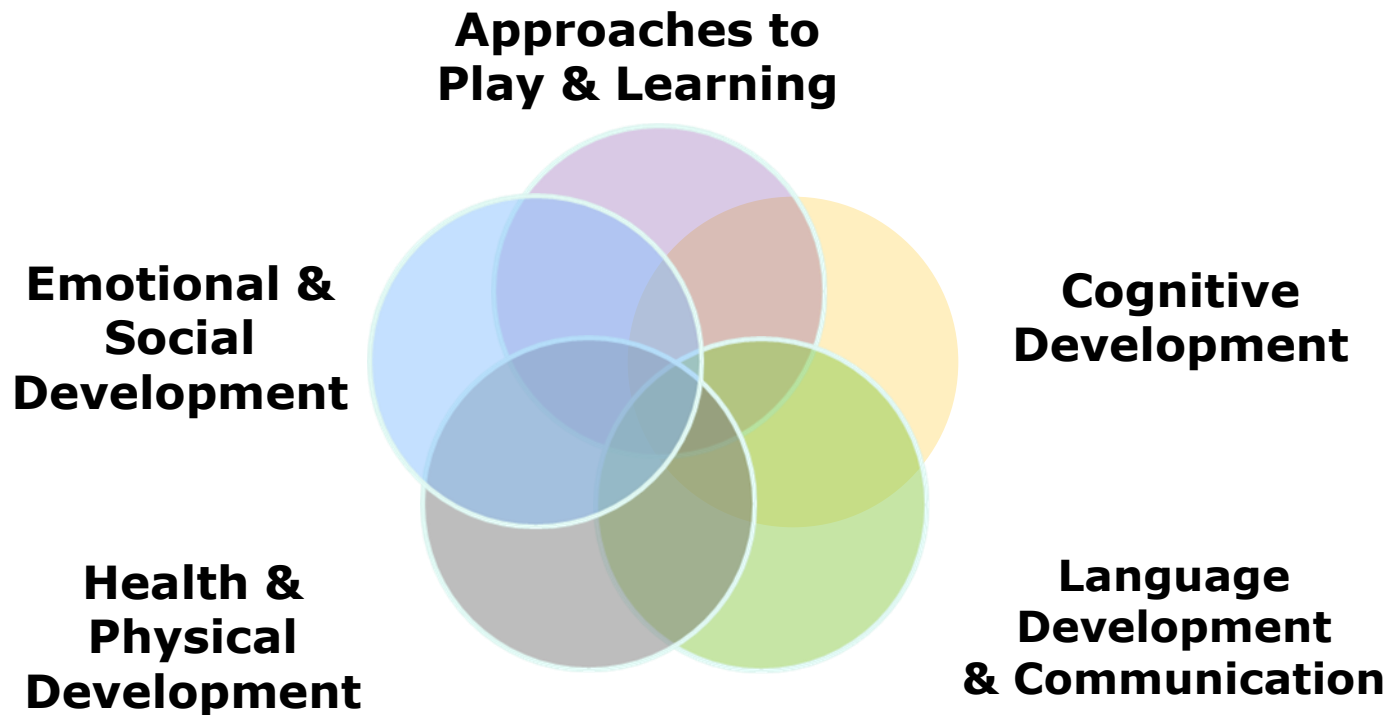 Approaches to
Play & Learning
Emotional &
Social
Development
Cognitive
Development
Health &
Physical
Development
Language
Development
& Communication